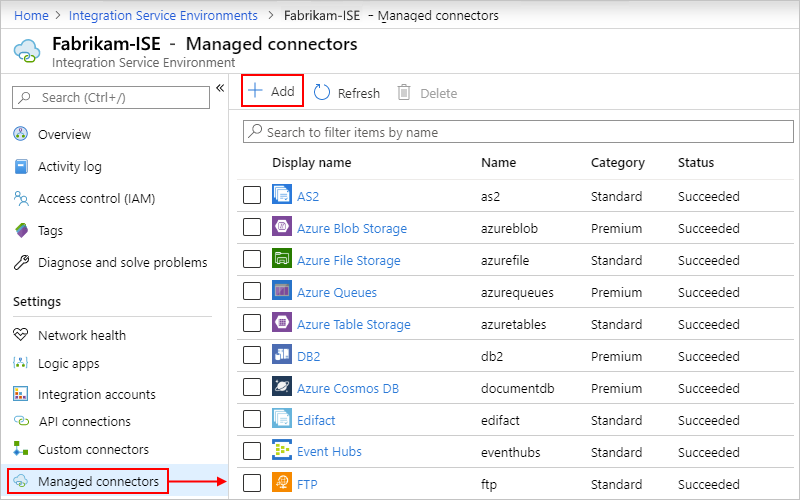 Home > Integration Service Environments > Fabrikam-ISE - Managed connectors
Fabrikam-ISE - Managed connectors
Integration Service Environment
Search (Ctrl+/)
«
Overview
Activity log
Access control (IAM)
Tags
Diagnose and solve problems
Settings
Network health
Logic apps
Integration accounts
API connections
Custom connectors
Managed connectors
+ Add Refresh Delete
Search to filter items by name
Display name Name Category Status
AS2 as2 Standard Succeeded
Azure Blob Storage azureblob Premium Succeeded
Azure File Storage azurefile Standard Succeeded
Azure Queues azurequeues Premium Succeeded
Azure Table Storage azuretables Standard Succeeded
DB2 db2 Premium Succeeded
Azure Cosmos DB documentdb Premium Succeeded
Edifact edifact Standard Succeeded
Event Hubs eventhubs Standard Succeeded
FTP ftp Standard Succeeded